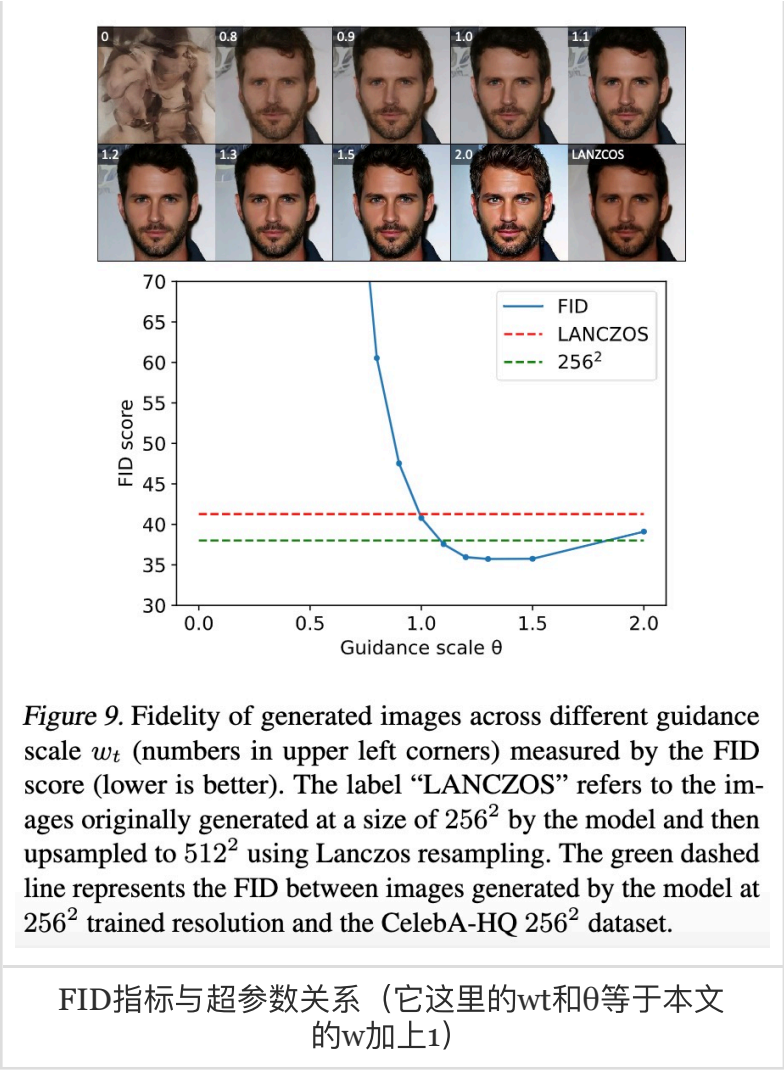 0
0.8
0.9
1.0
1.1
1.2
1.3
1.5
2.0
LANZCOS
70
65
60
55
50
45
40
35
30
FID score
FID
LANCZOS
256²
0.0
0.5
1.0
1.5
2.0
Guidance scale θ
Figure 9. Fidelity of generated images across different guidance
scale wₜ (numbers in upper left corners) measured by the FID
score (lower is better). The label “LANCZOS” refers to the im-
ages originally generated at a size of 256² by the model and then
upsampled to 512² using Lanczos resampling. The green dashed
line represents the FID between images generated by the model at
256² trained resolution and the CelebA-HQ 256² dataset.
FID指标与超参数关系（它这里的wt和θ等于本文
的w加上1）